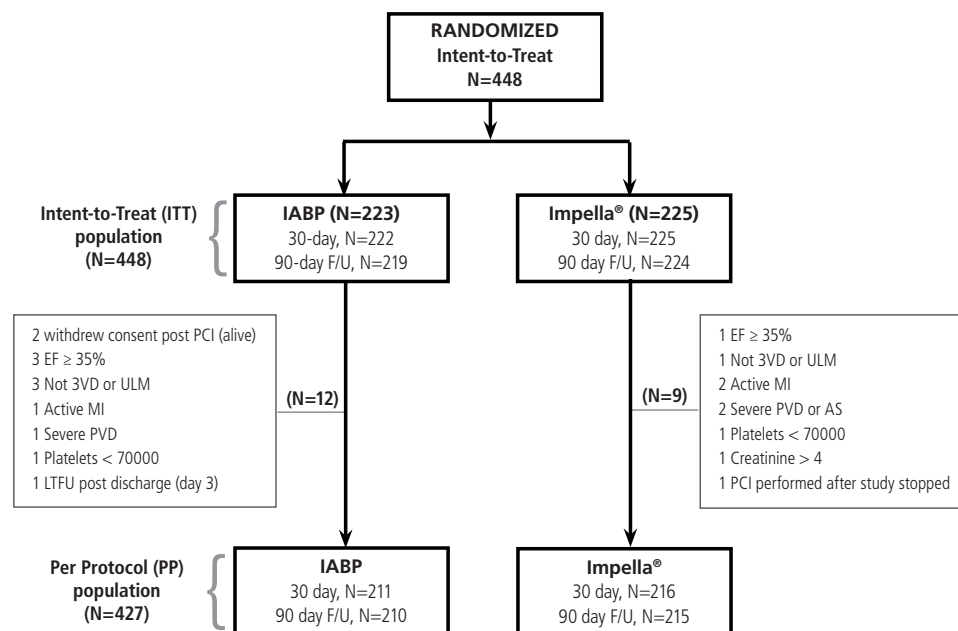 RANDOMIZED
Intent-to-Treat
N=448
Intent-to-Treat (ITT)
population
(N=448)
IABP (N=223)
30-day, N=222
90-day F/U, N=219
Impella® (N=225)
30 day, N=225
90 day F/U, N=224
2 withdrew consent post PCI (alive)
3 EF ≥ 35%
3 Not 3VD or ULM
1 Active MI
1 Severe PVD
1 Platelets < 70000
1 LTFU post discharge (day 3)
(N=12)
(N=9)
1 EF ≥ 35%
1 Not 3VD or ULM
2 Active MI
2 Severe PVD or AS
1 Platelets < 70000
1 Creatinine > 4
1 PCI performed after study stopped
Per Protocol (PP)
population
(N=427)
IABP
30 day, N=211
90 day F/U, N=210
Impella®
30 day, N=216
90 day F/U, N=215